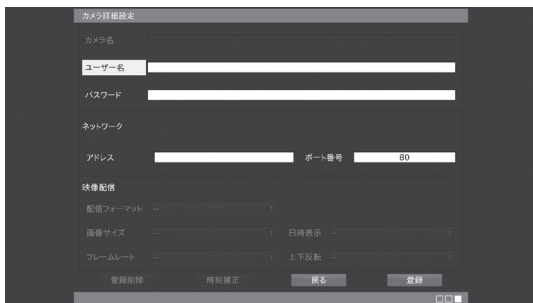 カメラ詳細設定
カメラ名
ユーザー名
パスワード
ネットワーク
アドレス ポート番号 80
映像配信
配信フォーマット --
画像サイズ -- 日時表示 --
フレームレート -- 上下反転 --
登録削除 時刻補正 戻る 登録